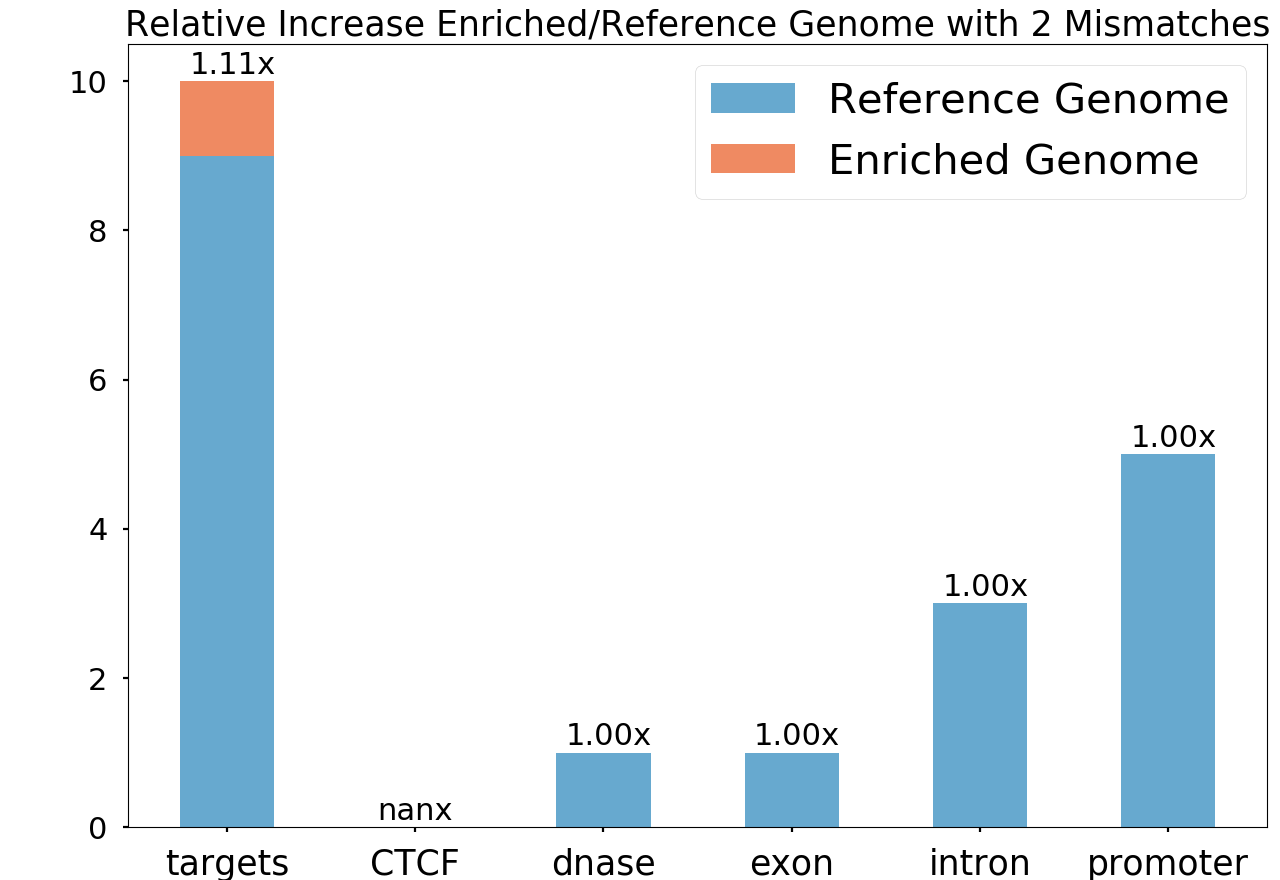 Relative Increase Enriched/Reference Genome with 2 Mismatches
Reference Genome
Enriched Genome
10
8
6
4
2
0
1.11x
nanx
1.00x
1.00x
1.00x
1.00x
targets
CTCF
dnase
exon
intron
promoter